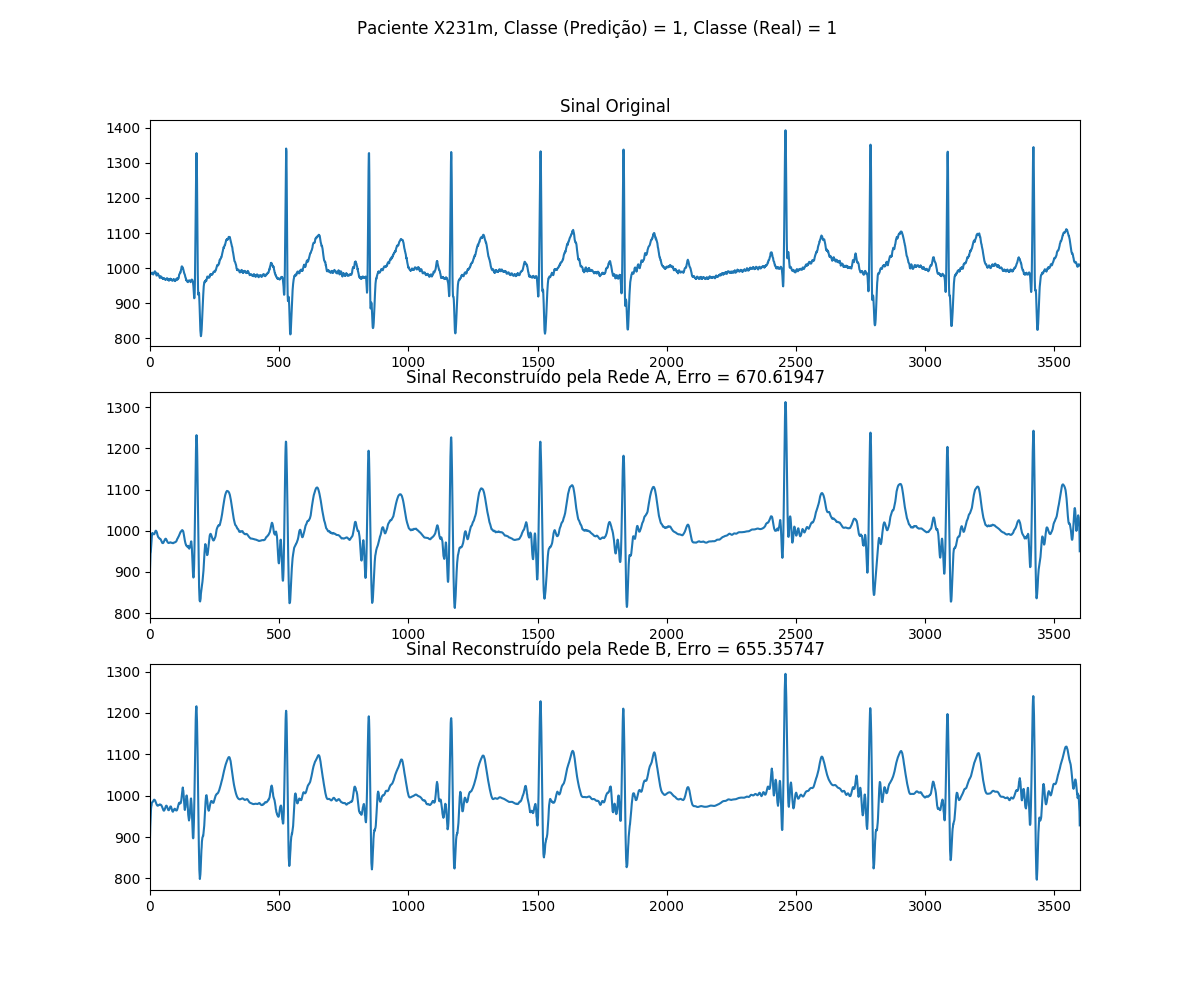 Paciente X231m, Classe (Predição) = 1, Classe (Real) = 1
Sinal Original
1400
1300
1200
1100
1000
900
800
0 500 1000 1500 2000 2500 3000 3500
Sinal Reconstruído pela Rede A, Erro = 670.61947
1300
1200
1100
1000
900
800
0 500 1000 1500 2000 2500 3000 3500
Sinal Reconstruído pela Rede B, Erro = 655.35747
1300
1200
1100
1000
900
800
0 500 1000 1500 2000 2500 3000 3500